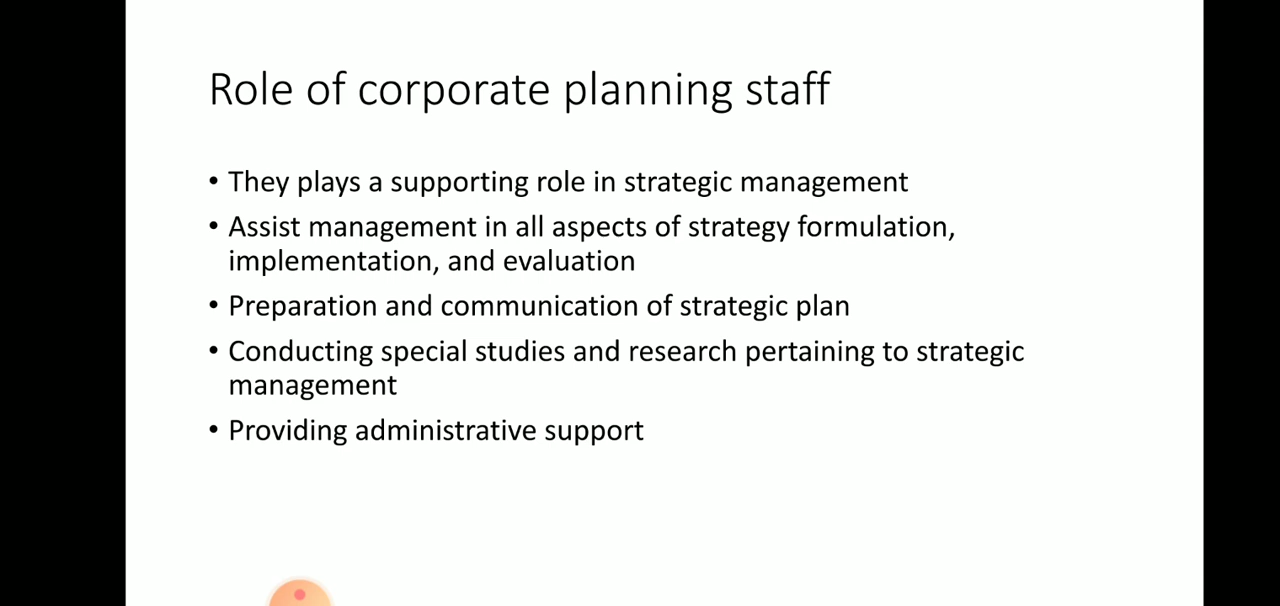 Role of corporate planning staff
• They plays a supporting role in strategic management
• Assist management in all aspects of strategy formulation,
implementation, and evaluation
• Preparation and communication of strategic plan
• Conducting special studies and research pertaining to strategic
management
• Providing administrative support